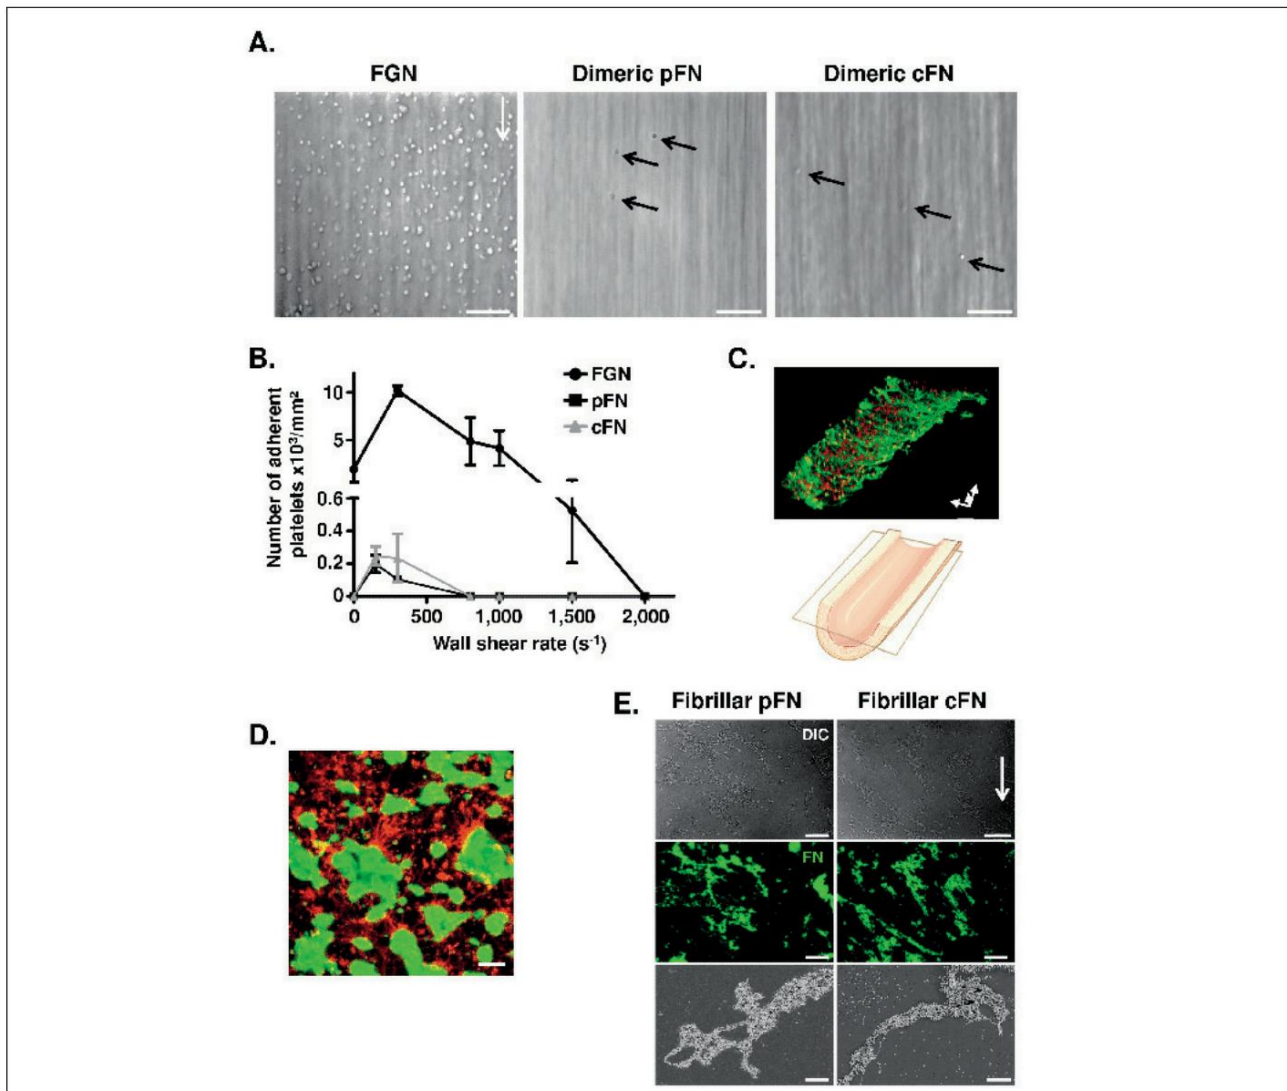 A.
FGN
Dimeric pFN
Dimeric cFN
B.
Number of adherent
platelets x10³/mm²
10
5
0.6
0.4
0.2
0
FGN
pFN
cFN
0
500
1,000
1,500
2,000
Wall shear rate (s⁻¹)
C.
D.
E.
Fibrillar pFN
Fibrillar cFN
DIC
FN